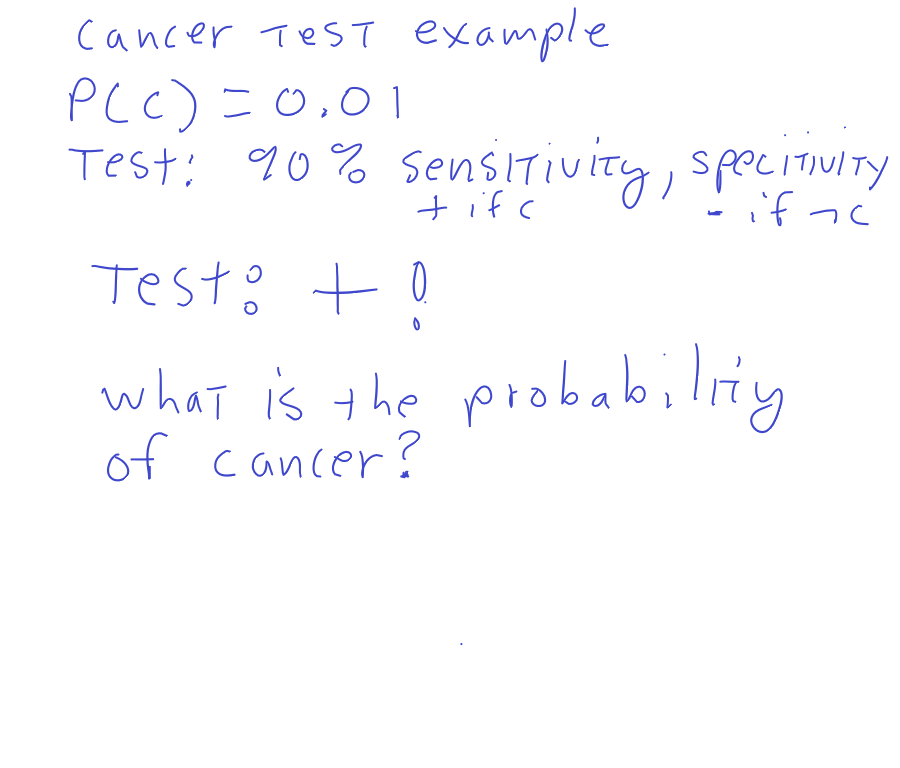 cancer Test example
P(C) = 0.01
Test: 90% sensitivity, specitivity
+ if c - if ¬c
Test: + !
what is the probability
of cancer?